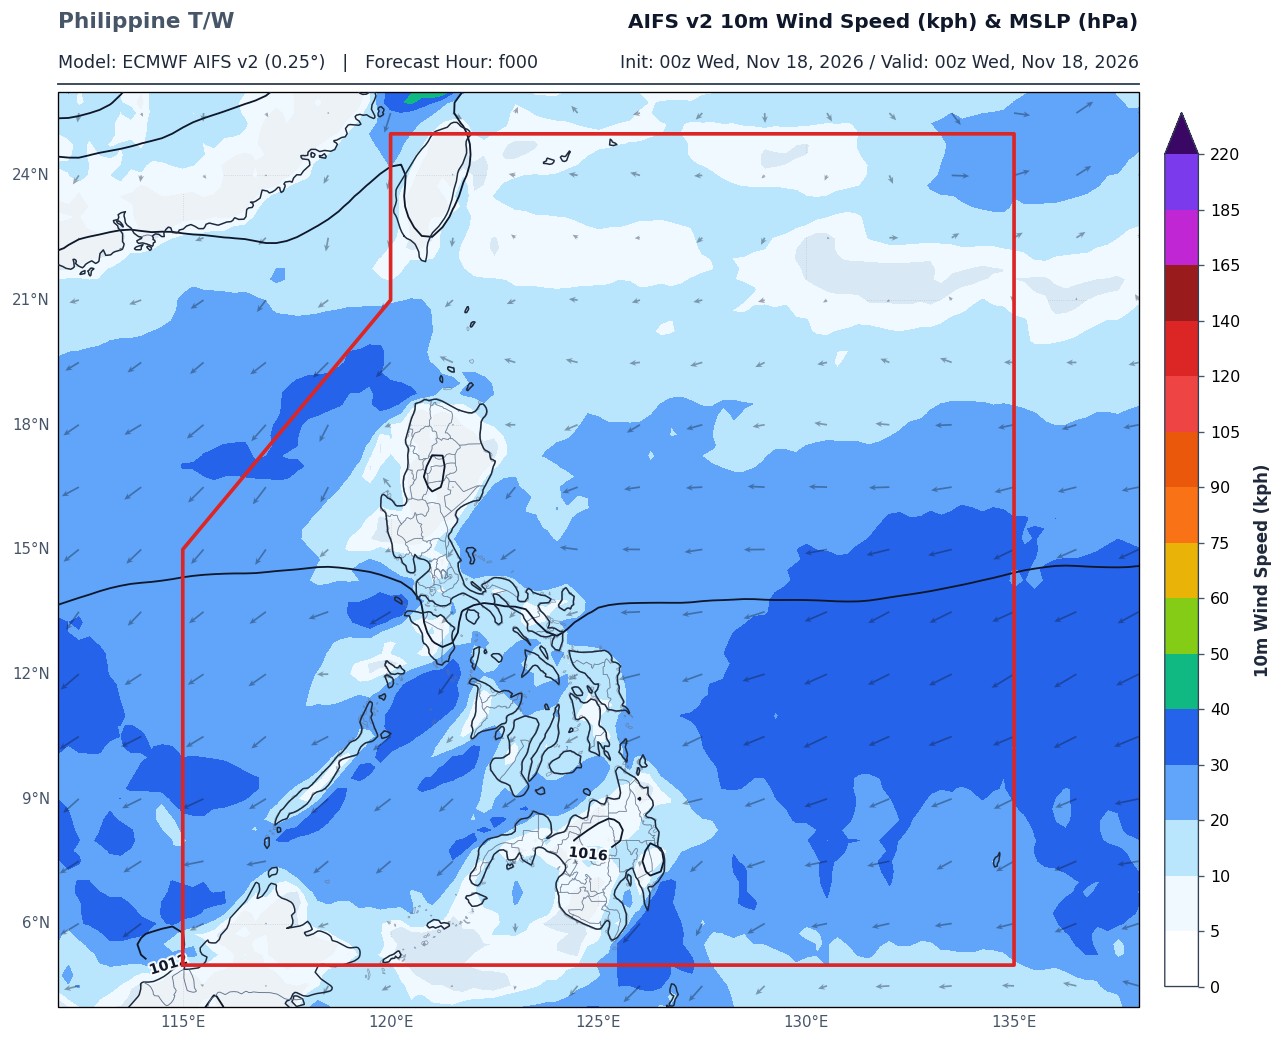 Philippine T/W
AIFS v2 10m Wind Speed (kph) & MSLP (hPa)
Model: ECMWF AIFS v2 (0.25°) | Forecast Hour: f000
Init: 00z Wed, Nov 18, 2026 / Valid: 00z Wed, Nov 18, 2026
24°N
21°N
18°N
15°N
12°N
9°N
6°N
115°E
120°E
125°E
130°E
135°E
1016
1012
220
185
165
140
120
105
90
75
60
50
40
30
20
10
5
0
10m Wind Speed (kph)